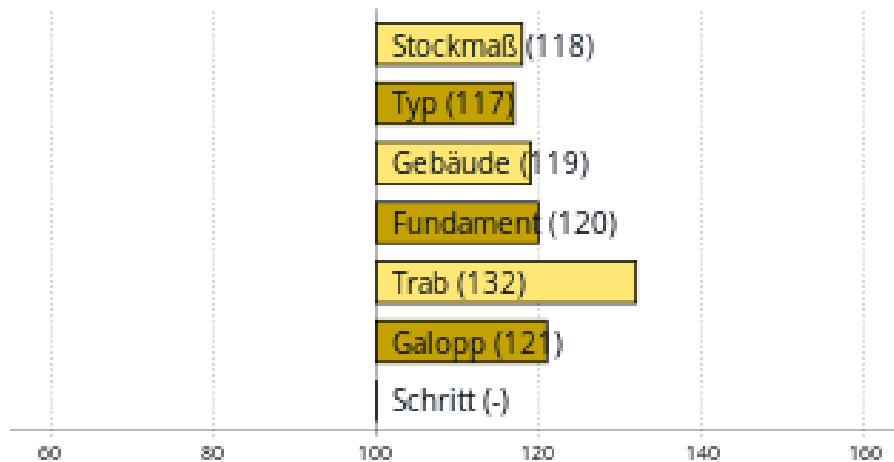 Stockmaß (118)
Typ (117)
Gebäude (119)
Fundament (120)
Trab (132)
Galopp (121)
Schritt (-)
60 80 100 120 140 160